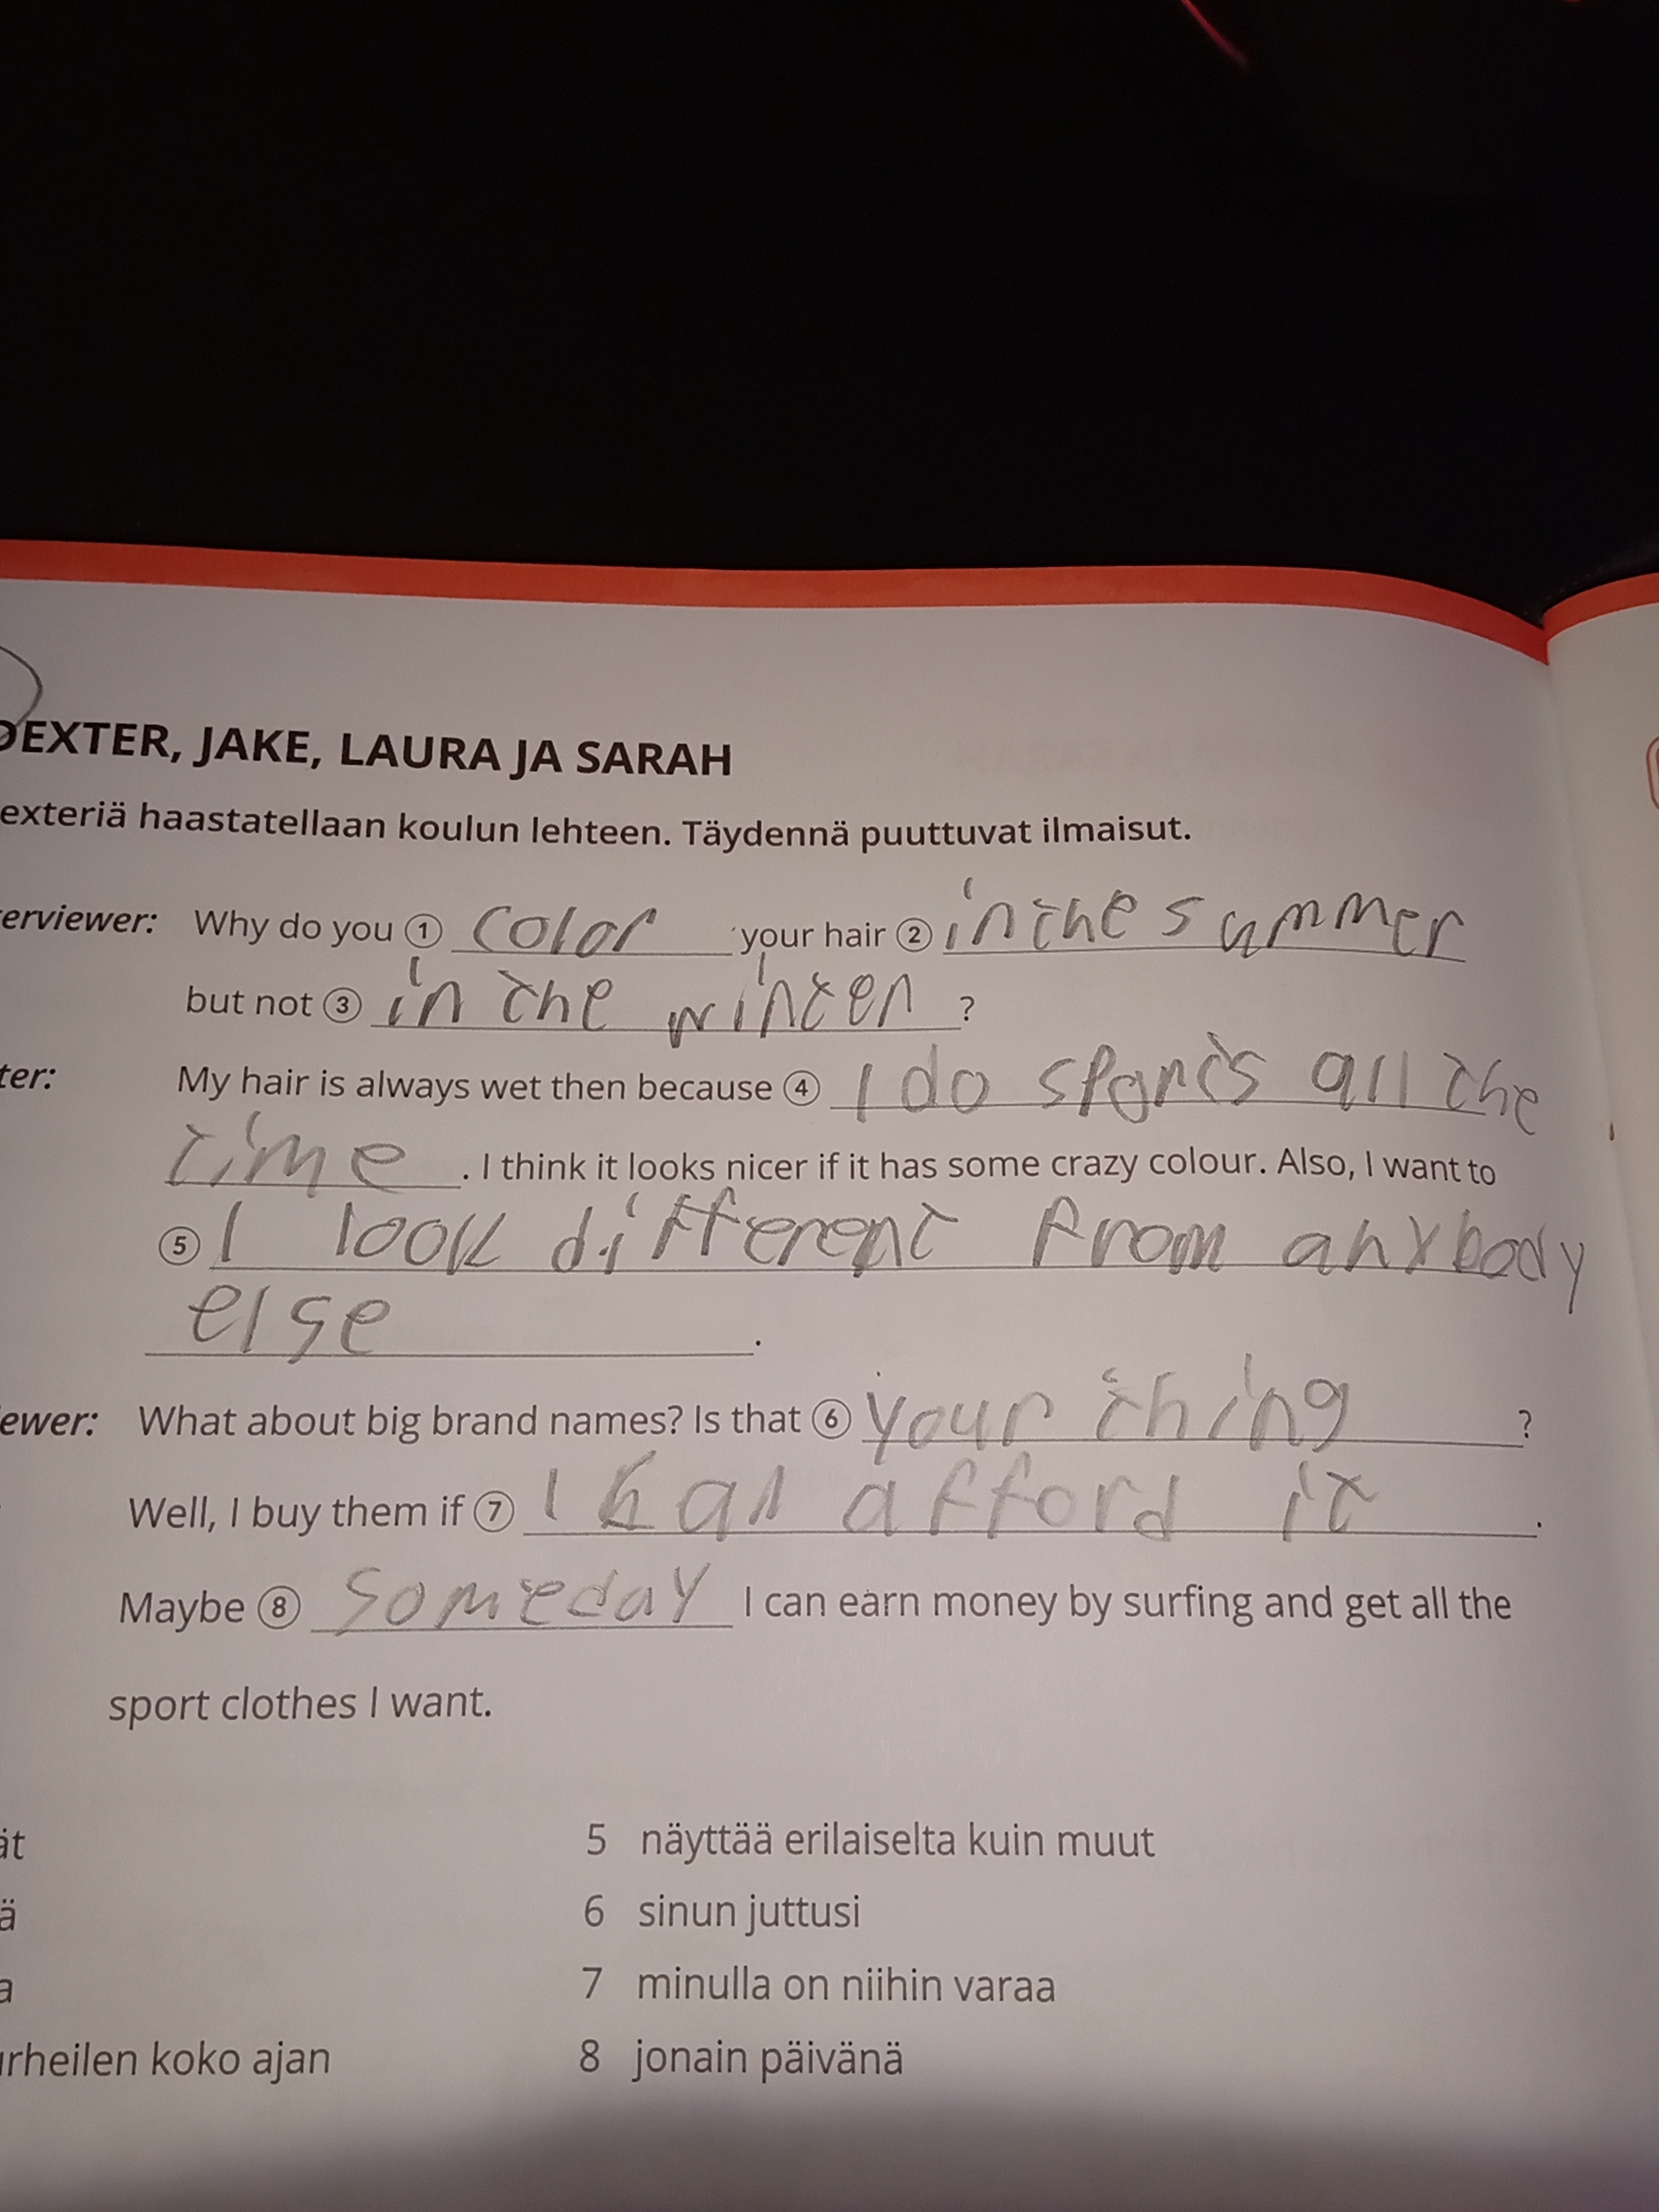 DEXTER, JAKE, LAURA JA SARAH
exteriä haastatellaan koulun lehteen. Täydennä puuttuvat ilmaisut.
erviewer: Why do you ① color your hair ② in the summer
but not ③ in the winter ?
ter: My hair is always wet then because ④ I do sports all the
time . I think it looks nicer if it has some crazy colour. Also, I want to
⑤ I look different from anybody
else .
ewer: What about big brand names? Is that ⑥ your thing ?
Well, I buy them if ⑦ I kan afford it .
Maybe ⑧ someday I can earn money by surfing and get all the
sport clothes I want.
ät 5 näyttää erilaiselta kuin muut
ä 6 sinun juttusi
a 7 minulla on niihin varaa
rheilen koko ajan 8 jonain päivänä